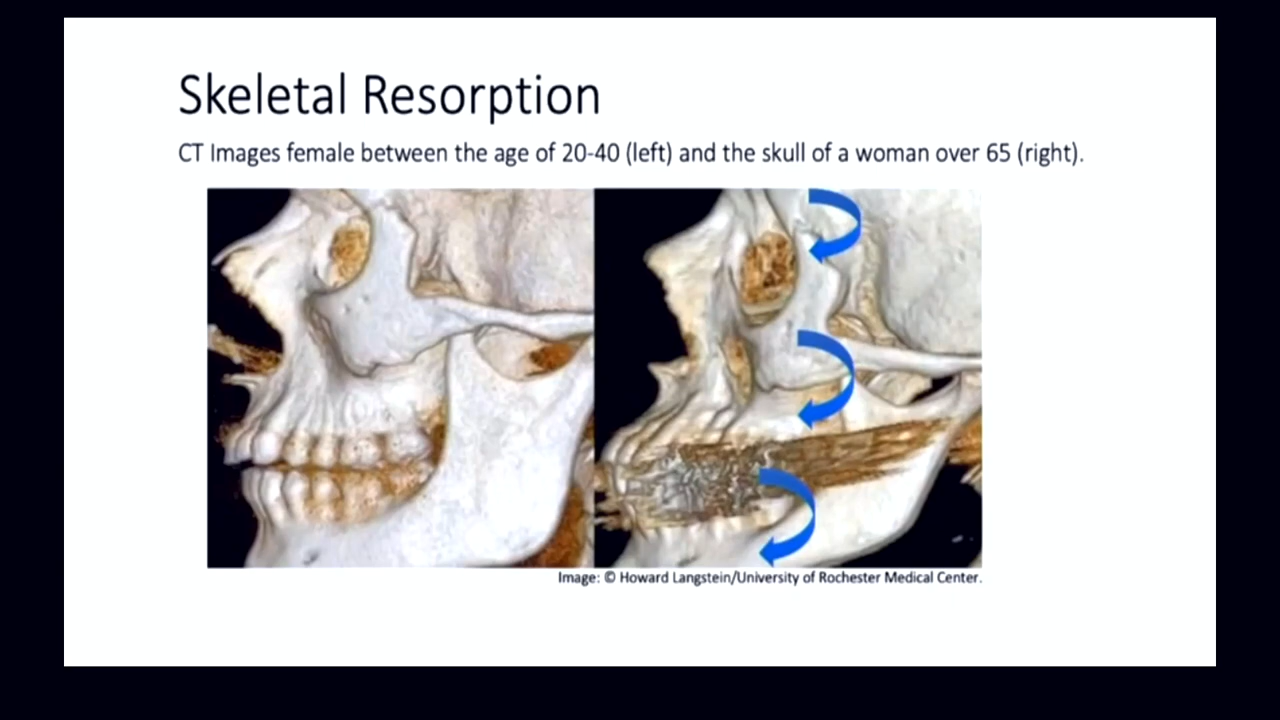 Skeletal Resorption
CT Images female between the age of 20-40 (left) and the skull of a woman over 65 (right).
Image: © Howard Langstein/University of Rochester Medical Center.